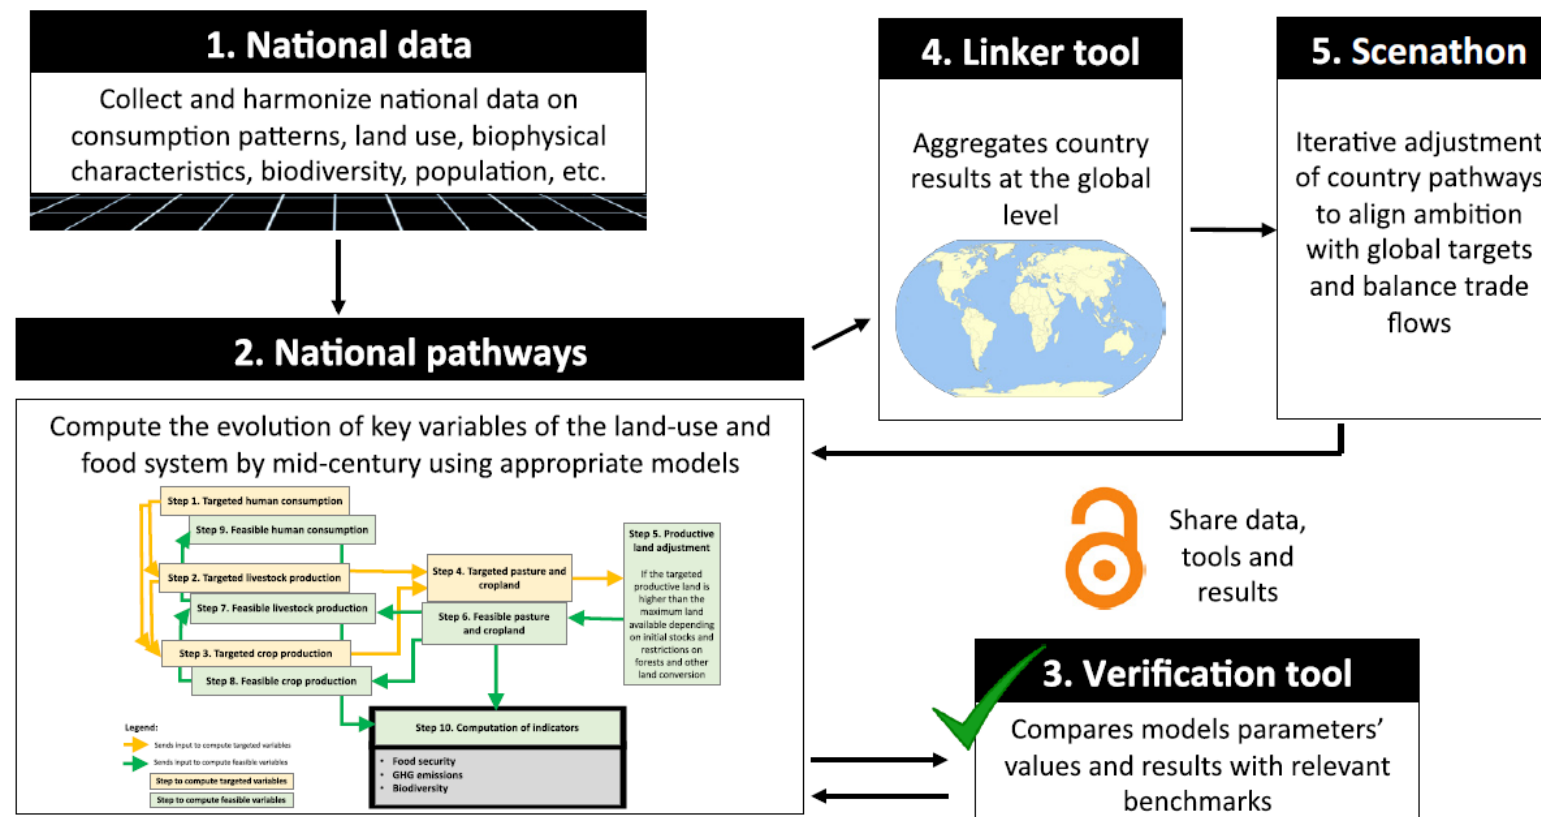 1. National data
Collect and harmonize national data on
consumption patterns, land use, biophysical
characteristics, biodiversity, population, etc.
2. National pathways
Compute the evolution of key variables of the land-use and
food system by mid-century using appropriate models
Step 1. Targeted human consumption
Step 9. Feasible human consumption
Step 2. Targeted livestock production
Step 7. Feasible livestock production
Step 3. Targeted crop production
Step 8. Feasible crop production
Step 4. Targeted pasture and
cropland
Step 6. Feasible pasture
and cropland
Step 5. Productive
land adjustment
If the targeted
productive land is
higher than the
maximum land
available depending
on initial stocks and
restrictions on
forests and other
land conversion
Step 10. Computation of indicators
• Food security
• GHG emissions
• Biodiversity
Legend:
Sends input to compute targeted variables
Sends input to compute feasible variables
Step to compute targeted variables
Step to compute feasible variables
4. Linker tool
Aggregates country
results at the global
level
5. Scenathon
Iterative adjustment
of country pathways
to align ambition
with global targets
and balance trade
flows
Share data,
tools and
results
3. Verification tool
Compares models parameters'
values and results with relevant
benchmarks